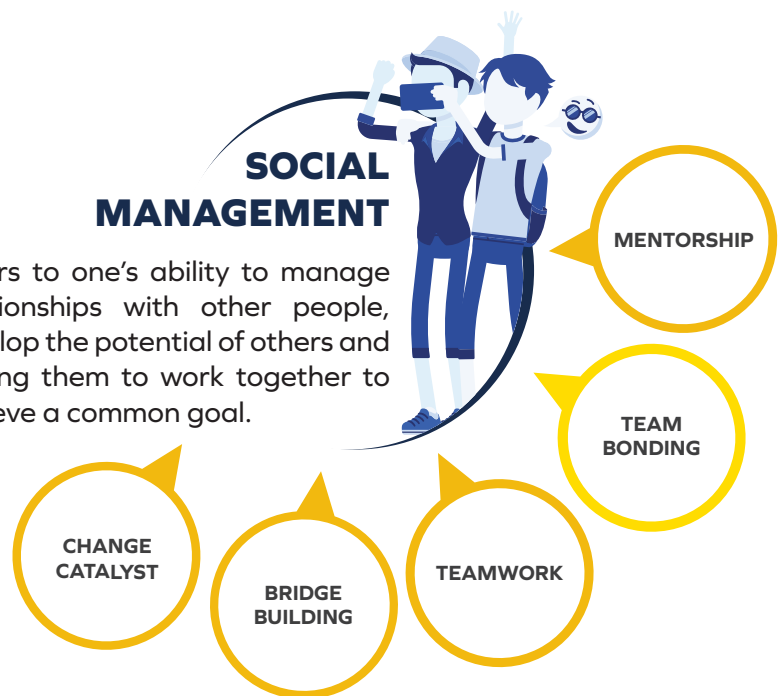 SOCIAL
MANAGEMENT
rs to one's ability to manage
ionships with other people,
lop the potential of others and
ing them to work together to
eve a common goal.
MENTORSHIP
TEAM
BONDING
TEAMWORK
BRIDGE
BUILDING
CHANGE
CATALYST